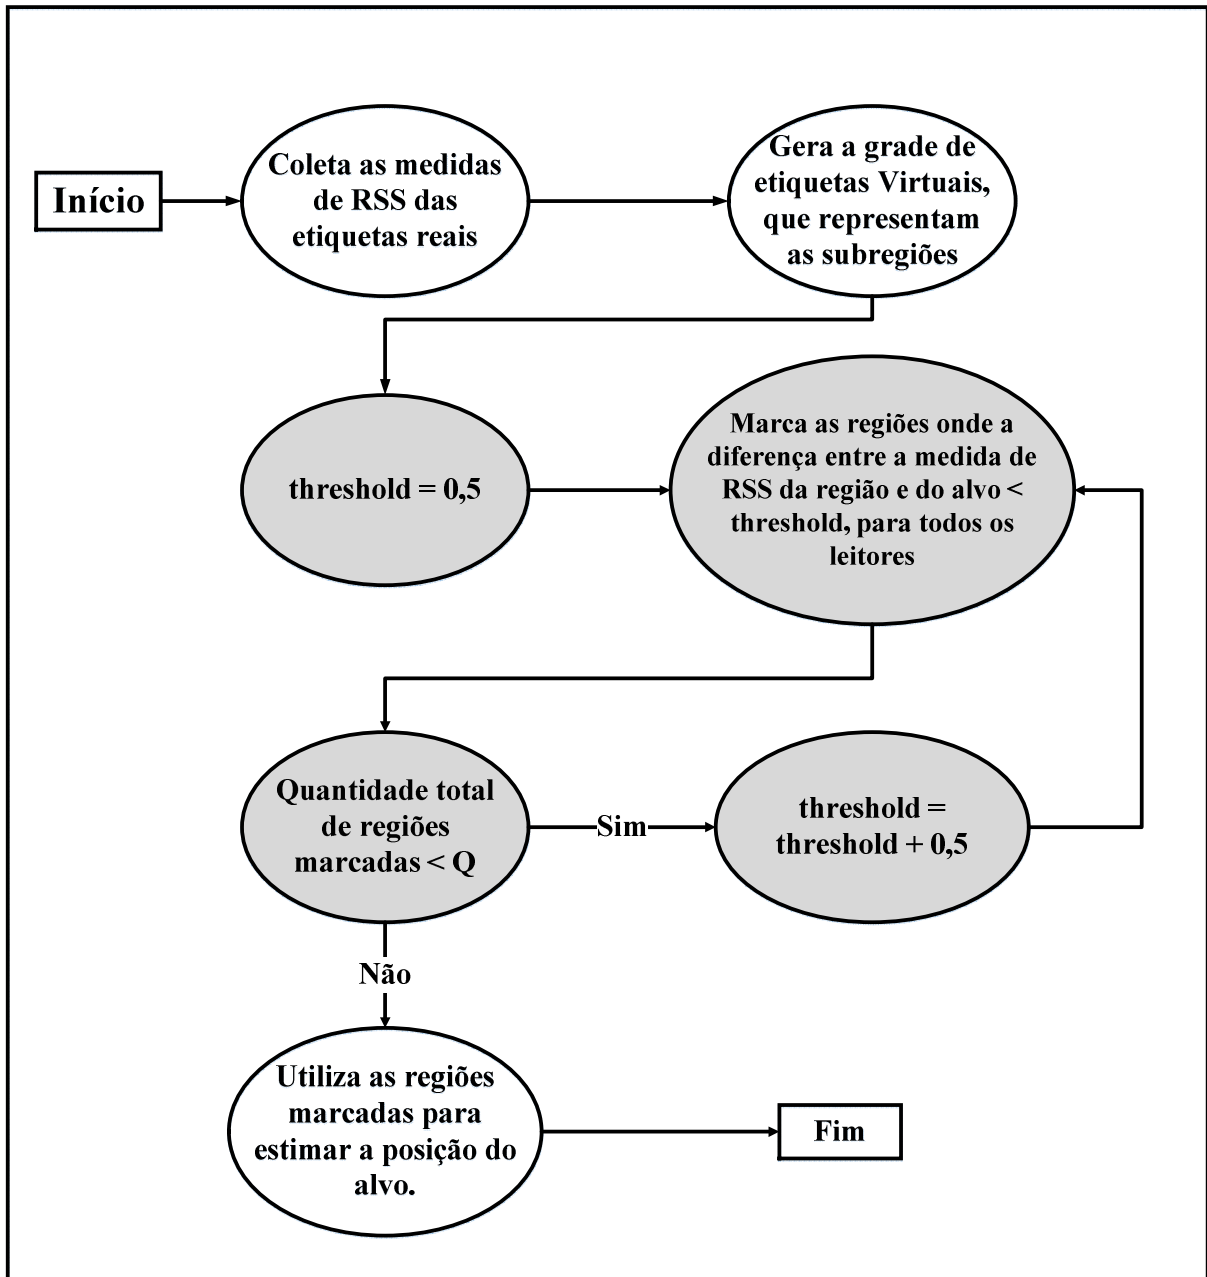 Início
Coleta as medidas
de RSS das
etiquetas reais
Gera a grade de
etiquetas Virtuais,
que representam
as subregiões
threshold = 0,5
Marca as regiões onde a
diferença entre a medida de
RSS da região e do alvo <
threshold, para todos os
leitores
Quantidade total
de regiões
marcadas < Q
Sim
threshold =
threshold + 0,5
Não
Utiliza as regiões
marcadas para
estimar a posição do
alvo.
Fim